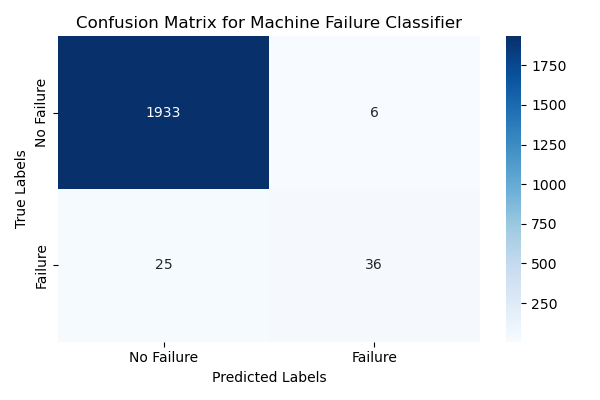 Confusion Matrix for Machine Failure Classifier
True Labels
No Failure
1933
6
Failure
25
36
No Failure
Failure
Predicted Labels
1750
1500
1250
1000
750
500
250